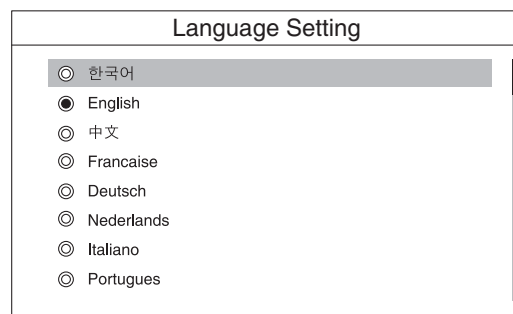 Language Setting
한국어
English
中文
Francaise
Deutsch
Nederlands
Italiano
Portugues